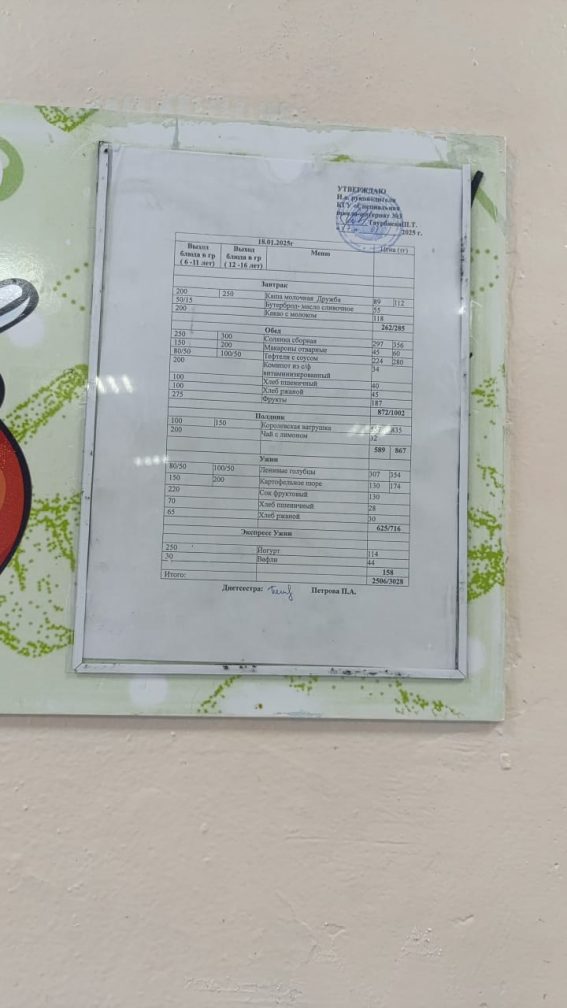 УТВЕРЖДАЮ
И.о. руководителя
КГУ «Специальная
школа-интернат №3
Ш.Т.
2025 г.
18.01.2025г
Выход блюда в гр ( 6 -11 лет) Выход блюда в гр ( 12 -16 лет) Меню Цена (тг)
Завтрак
200 250 Каша молочная Дружба 89 112
50/15 Бутерброд- масло сливочное 55
200 Какао с молоком 118
262/285
Обед
250 300 Солянка сборная 297 356
150 200 Макароны отварные 45 60
80/50 100/50 Тефтели с соусом 224 280
200 Компот из с/ф витаминизированный 34
100 Хлеб пшеничный 40
100 Хлеб ржаной 45
275 Фрукты 187
872/1002
Полдник
100 150 Королевская ватрушка 835
200 Чай с лимоном 32
589 867
Ужин
80/50 100/50 Ленивые голубцы 307 354
150 200 Картофельное пюре 130 174
220 Сок фруктовый 130
70 Хлеб пшеничный 28
65 Хлеб ржаной 30
625/716
Экспресс Ужин
250 Йогурт 114
30 Вафли 44
158
Итого: 2506/3028
Диетсестра: Петрова П.А.